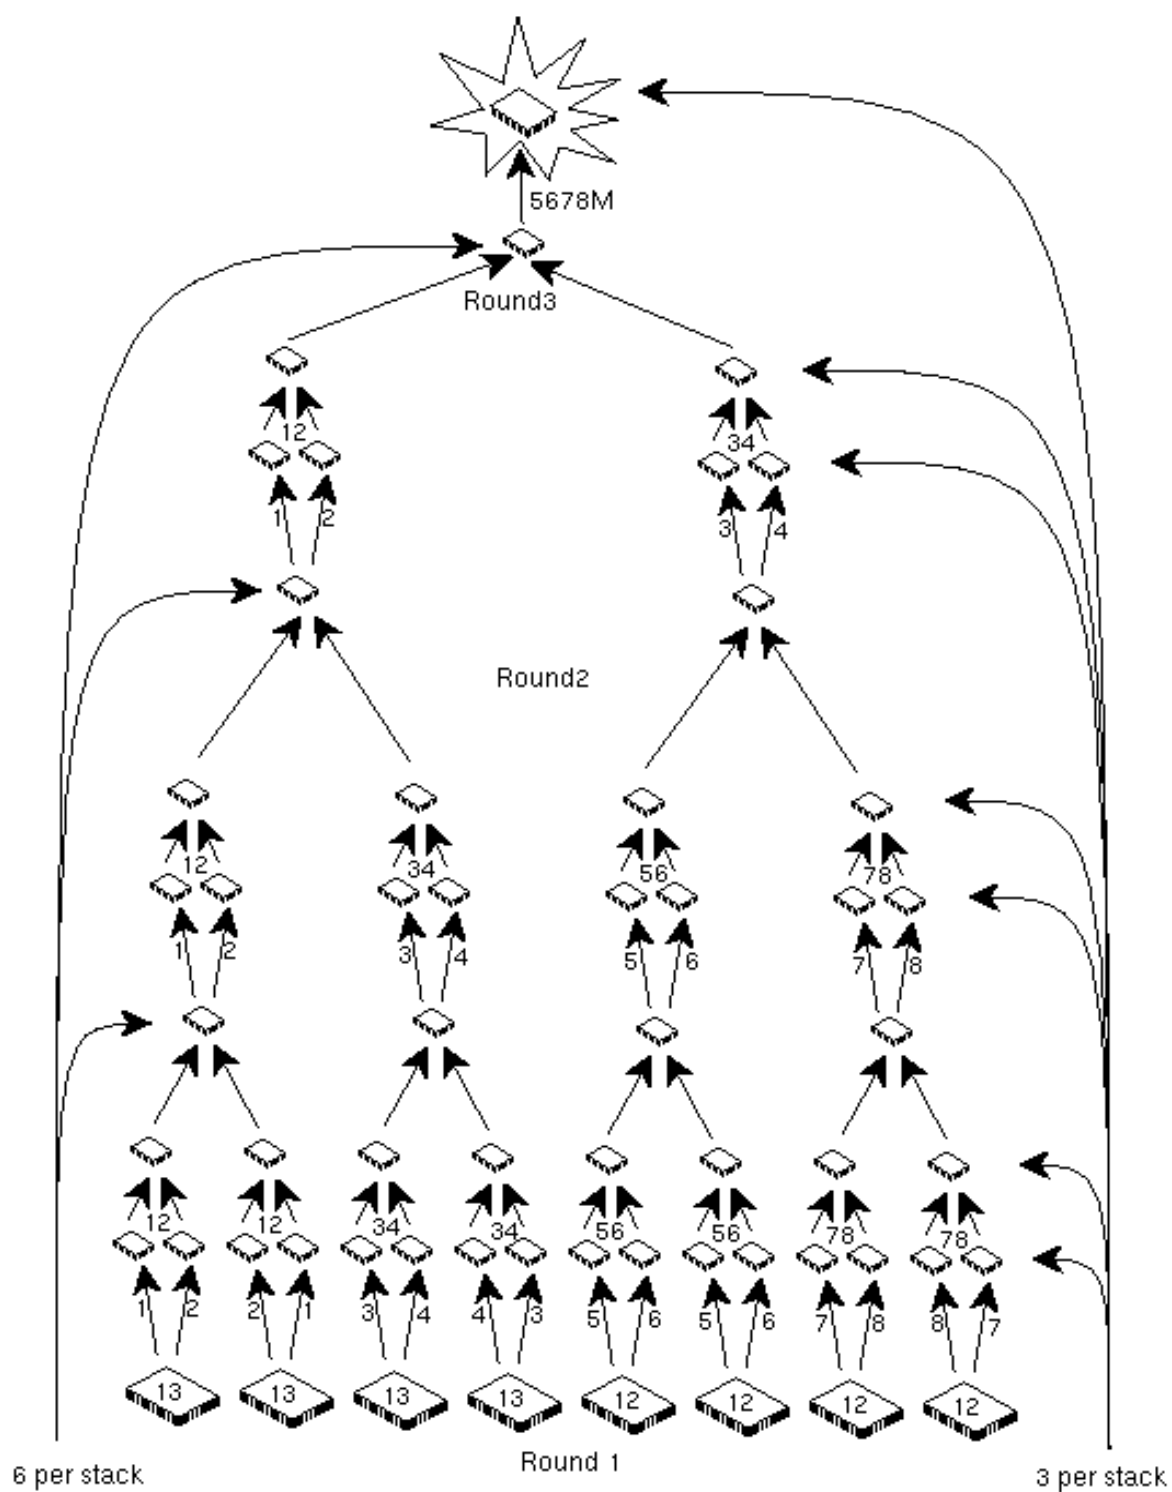 5678M
Round3
12
34
1 2
3 4
Round2
12 34 56 78
1 2 3 4 5 6 7 8
12 12 34 34 56 56 78 78
1 2 2 1 3 4 4 3 5 6 5 6 7 8 8 7
13 13 13 13 12 12 12 12
Round 1
6 per stack
3 per stack